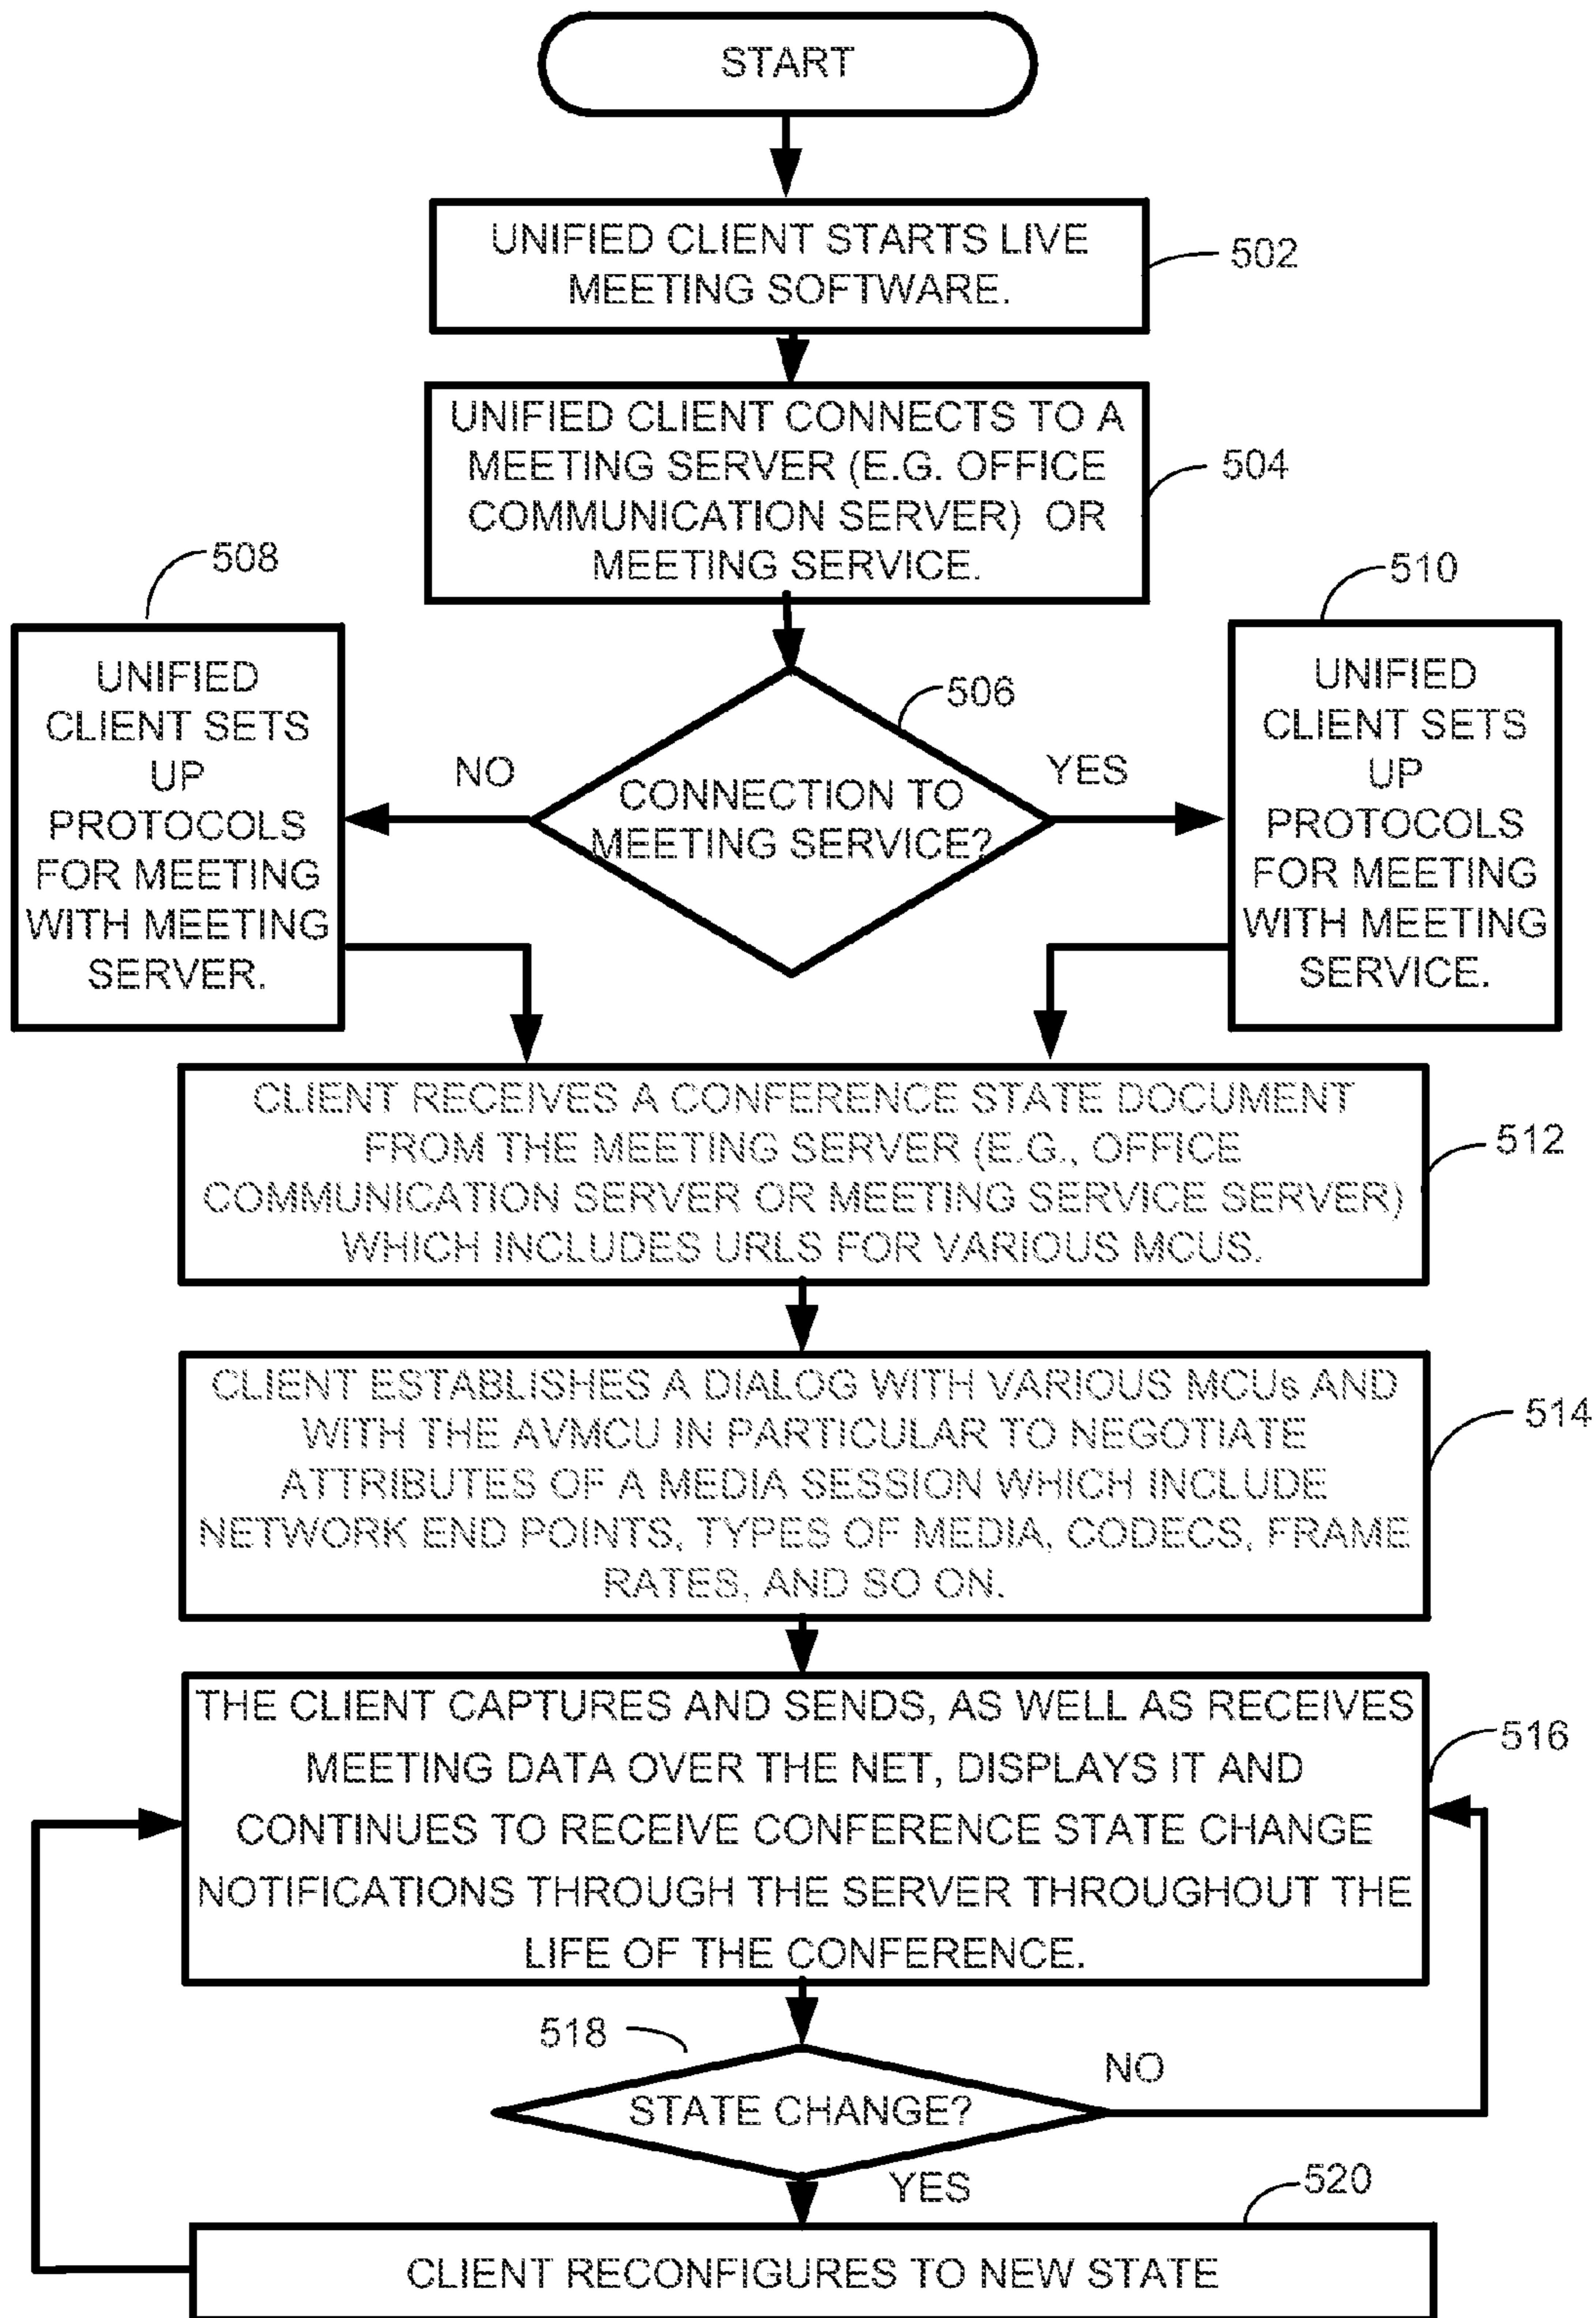 START
UNIFIED CLIENT STARTS LIVE
MEETING SOFTWARE.
502
UNIFIED CLIENT CONNECTS TO A
MEETING SERVER (E.G. OFFICE
COMMUNICATION SERVER) OR
MEETING SERVICE.
504
508
UNIFIED
CLIENT SETS
UP
PROTOCOLS
FOR MEETING
WITH MEETING
SERVER.
NO
506
CONNECTION TO
MEETING SERVICE?
YES
510
UNIFIED
CLIENT SETS
UP
PROTOCOLS
FOR MEETING
WITH MEETING
SERVICE.
CLIENT RECEIVES A CONFERENCE STATE DOCUMENT
FROM THE MEETING SERVER (E.G., OFFICE
COMMUNICATION SERVER OR MEETING SERVICE SERVER)
WHICH INCLUDES URLS FOR VARIOUS MCUS.
512
CLIENT ESTABLISHES A DIALOG WITH VARIOUS MCUs AND
WITH THE AVMCU IN PARTICULAR TO NEGOTIATE
ATTRIBUTES OF A MEDIA SESSION WHICH INCLUDE
NETWORK END POINTS, TYPES OF MEDIA, CODECS, FRAME
RATES, AND SO ON.
514
THE CLIENT CAPTURES AND SENDS, AS WELL AS RECEIVES
MEETING DATA OVER THE NET, DISPLAYS IT AND
CONTINUES TO RECEIVE CONFERENCE STATE CHANGE
NOTIFICATIONS THROUGH THE SERVER THROUGHOUT THE
LIFE OF THE CONFERENCE.
516
518
STATE CHANGE?
NO
YES
520
CLIENT RECONFIGURES TO NEW STATE